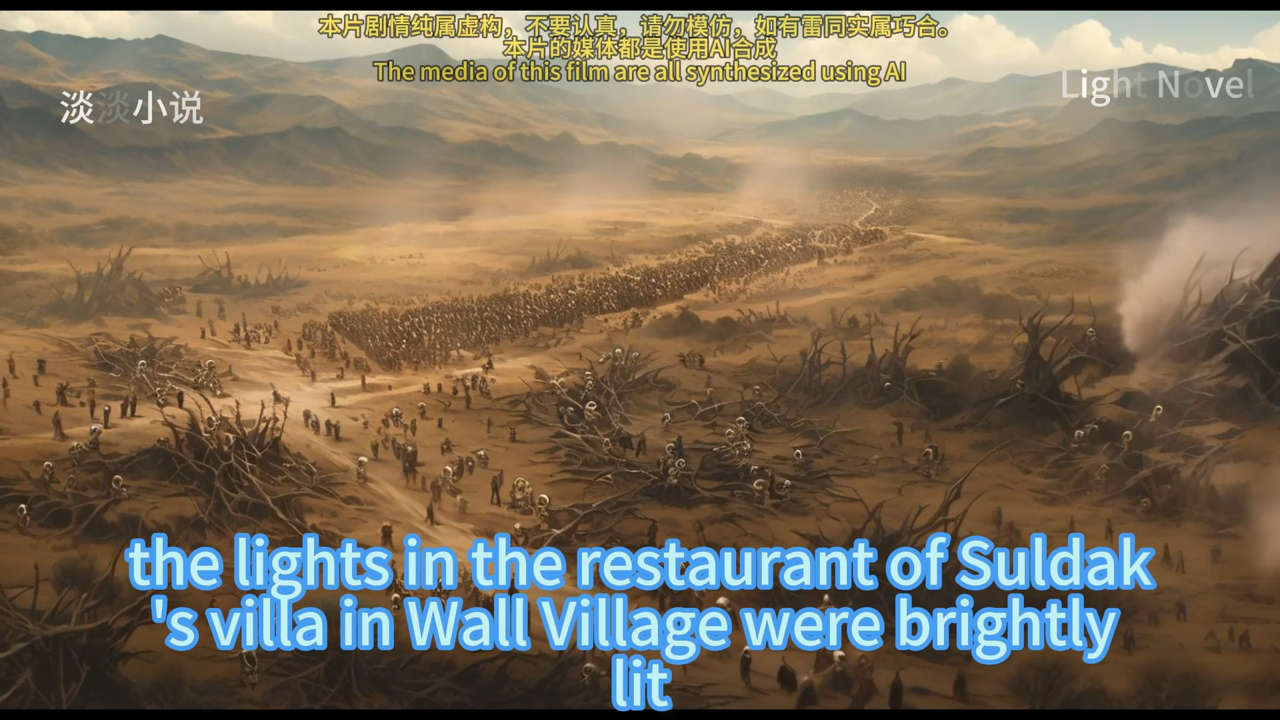 本片剧情纯属虚构，不要认真，请勿模仿，如有雷同实属巧合。
本片的媒体都是使用AI合成
The media of this film are all synthesized using AI
淡淡小说
Light Novel
the lights in the restaurant of Suldak
's villa in Wall Village were brightly
lit